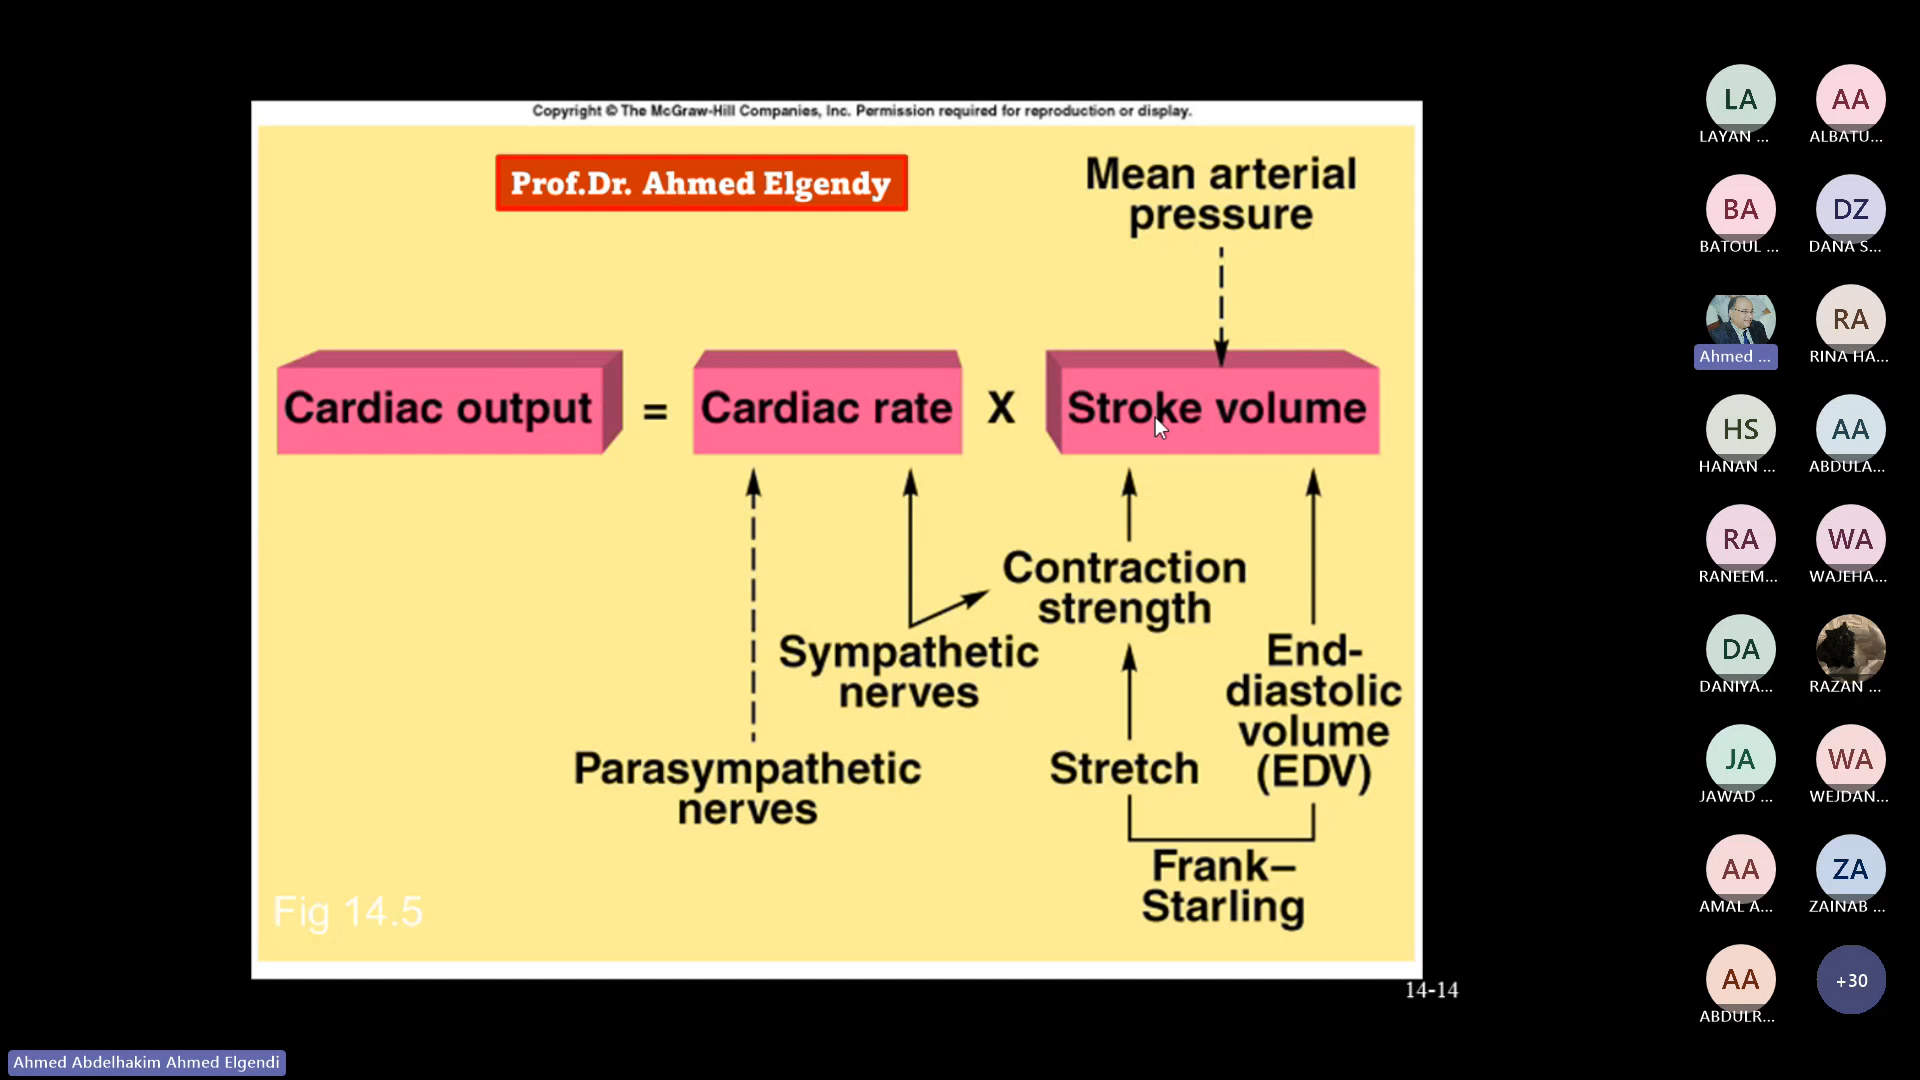 Copyright © The McGraw-Hill Companies, Inc. Permission required for reproduction or display.
Prof.Dr. Ahmed Elgendy
Mean arterial
pressure
Cardiac output
=
Cardiac rate
X
Stroke volume
Contraction
strength
Sympathetic
nerves
End-
diastolic
volume
(EDV)
Parasympathetic
nerves
Stretch
Frank–
Starling
Fig 14.5
14-14
LA
LAYAN ...
AA
ALBATU...
BA
BATOUL ...
DZ
DANA S...
Ahmed ...
RA
RINA HA...
HS
HANAN ...
AA
ABDULA...
RA
RANEEM...
WA
WAJEHA...
DA
DANIYA...
RAZAN ...
JA
JAWAD ...
WA
WEJDAN...
AA
AMAL A...
ZA
ZAINAB ...
AA
ABDULR...
+30
Ahmed Abdelhakim Ahmed Elgendi